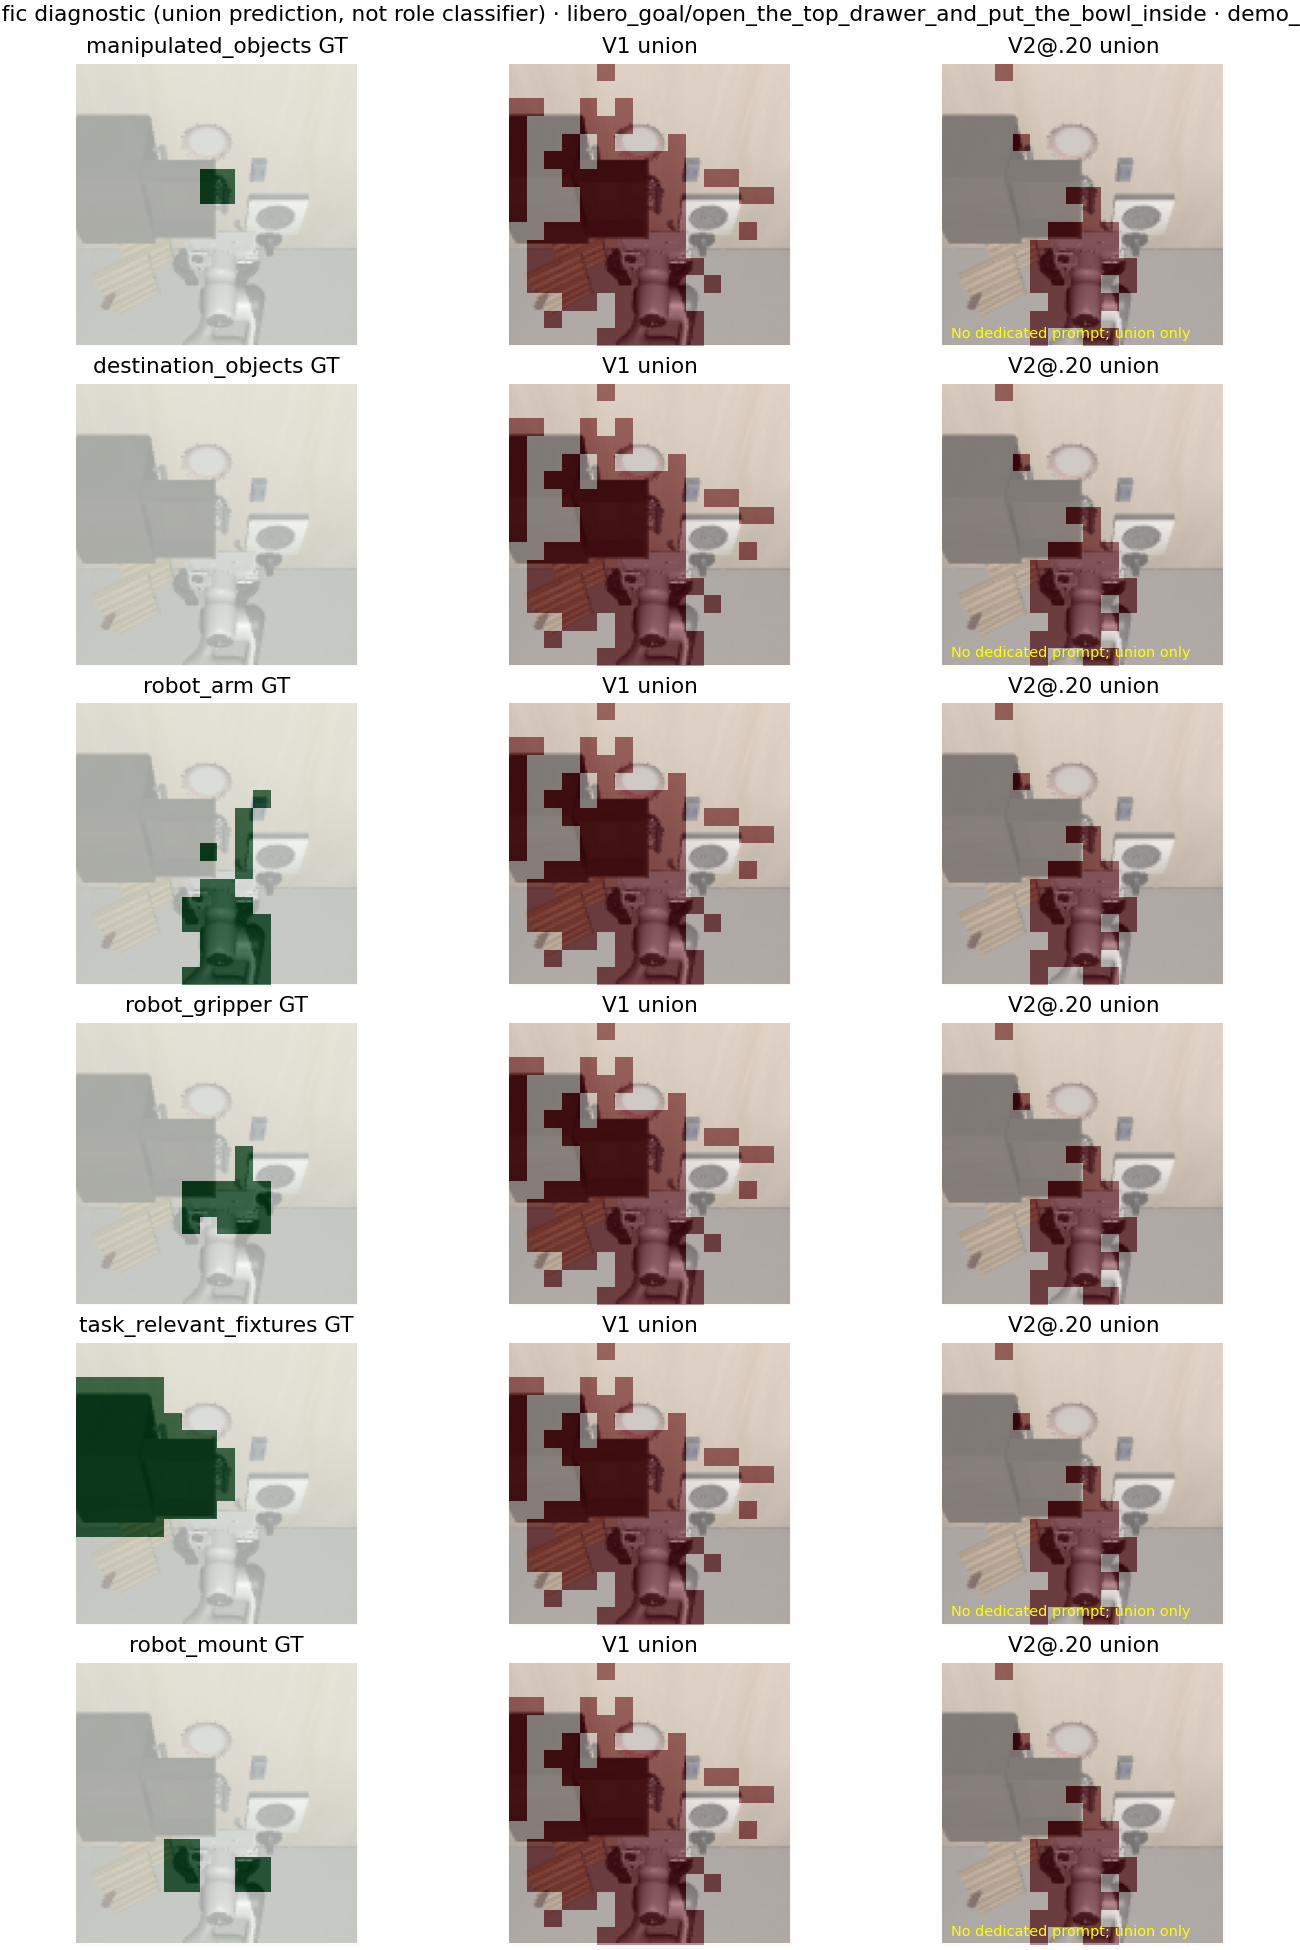 fic diagnostic (union prediction, not role classifier) · libero_goal/open_the_top_drawer_and_put_the_bowl_inside · demo_
manipulated_objects GT V1 union V2@.20 union
No dedicated prompt; union only
destination_objects GT V1 union V2@.20 union
No dedicated prompt; union only
robot_arm GT V1 union V2@.20 union
robot_gripper GT V1 union V2@.20 union
task_relevant_fixtures GT V1 union V2@.20 union
No dedicated prompt; union only
robot_mount GT V1 union V2@.20 union
No dedicated prompt; union only